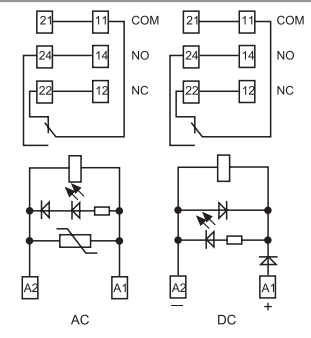 21 11 COM 21 11 COM
24 14 NO 24 14 NO
22 12 NC 22 12 NC
A2 A1 A2 A1
− +
AC DC